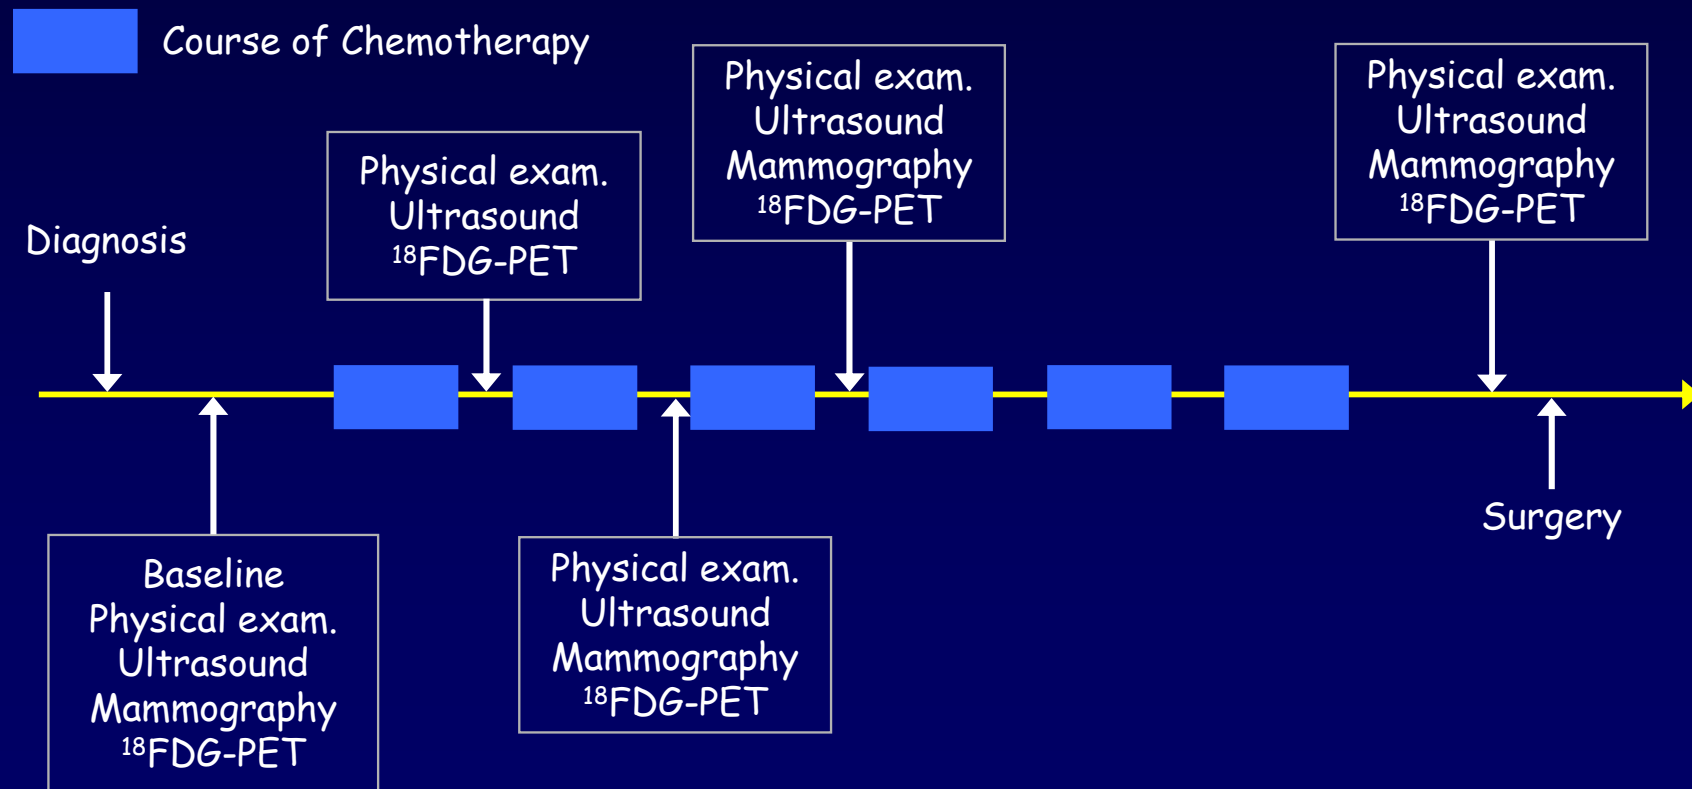 Course of Chemotherapy
Physical exam.
Ultrasound
Mammography
¹⁸FDG-PET
Physical exam.
Ultrasound
Mammography
¹⁸FDG-PET
Physical exam.
Ultrasound
¹⁸FDG-PET
Diagnosis
Surgery
Baseline
Physical exam.
Ultrasound
Mammography
¹⁸FDG-PET
Physical exam.
Ultrasound
Mammography
¹⁸FDG-PET